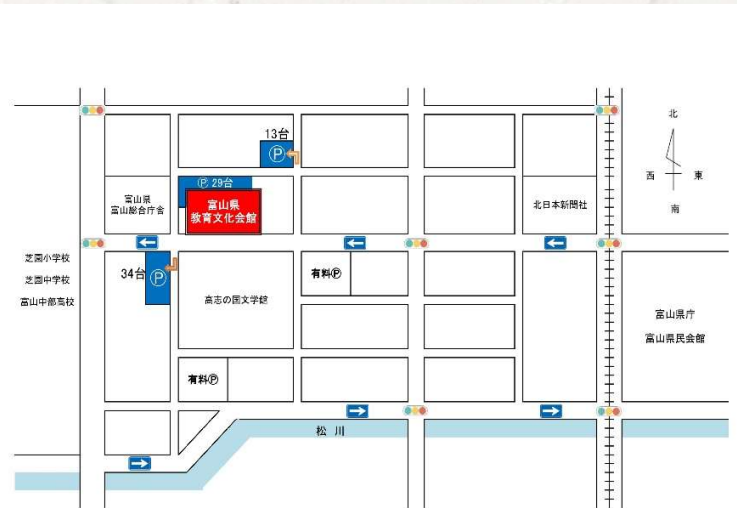 北
西
東
南
13台
Ⓟ
Ⓟ 29台
富山県
教育文化会館
富山県
富山総合庁舎
北日本新聞社
芝園小学校
芝園中学校
富山中部高校
34台
Ⓟ
高志の国文学館
有料Ⓟ
富山県庁
富山県民会館
有料Ⓟ
松川